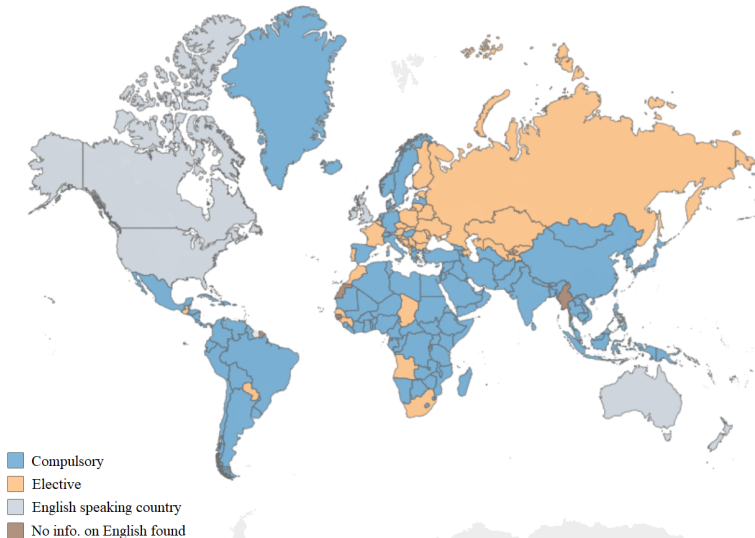 Compulsory
Elective
English speaking country
No info. on English found